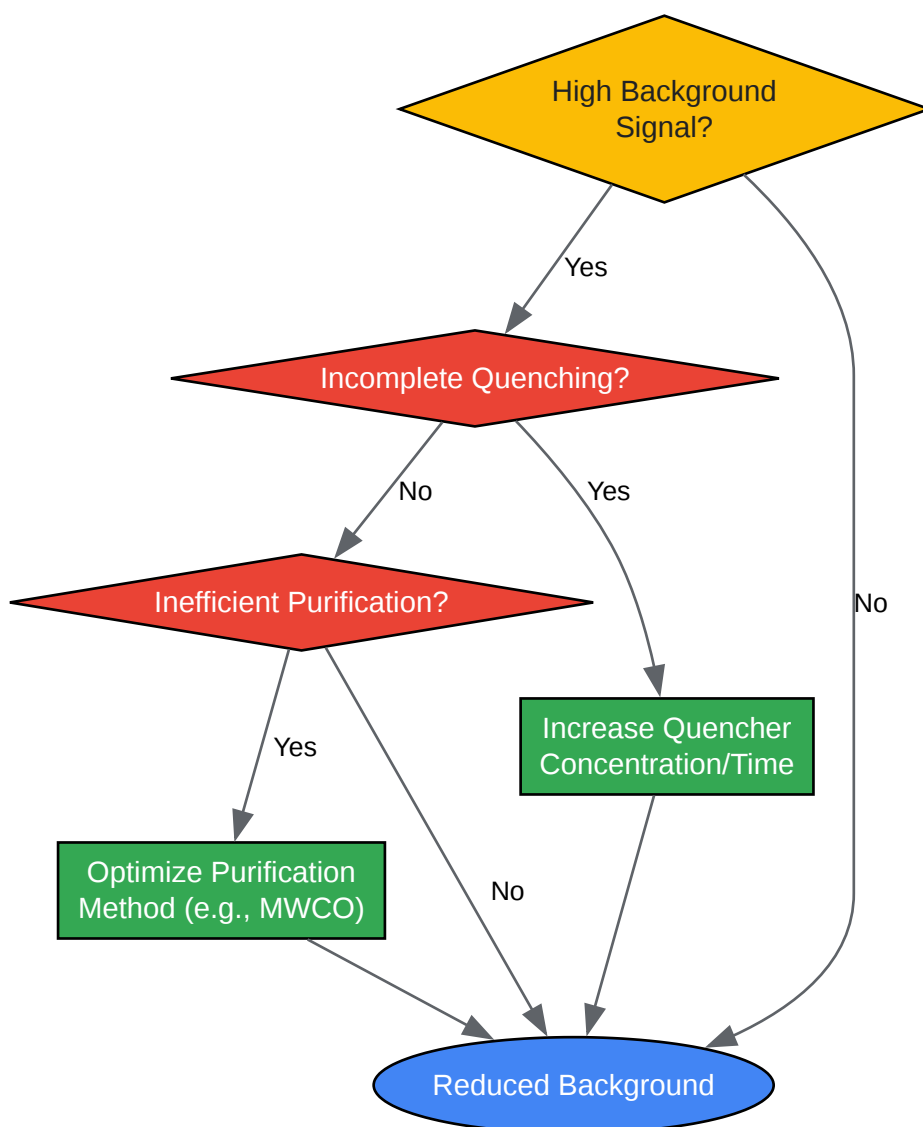 High Background
Signal?
Yes
Incomplete Quenching?
No
Yes
Inefficient Purification?
No
Increase Quencher
Concentration/Time
Yes
Optimize Purification
Method (e.g., MWCO)
No
Reduced Background